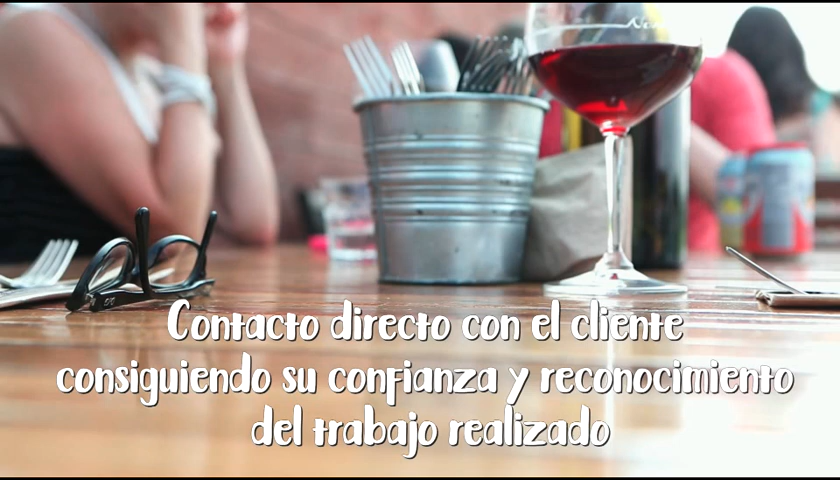 Contacto directo con el cliente
consiguiendo su confianza y reconocimiento
del trabajo realizado